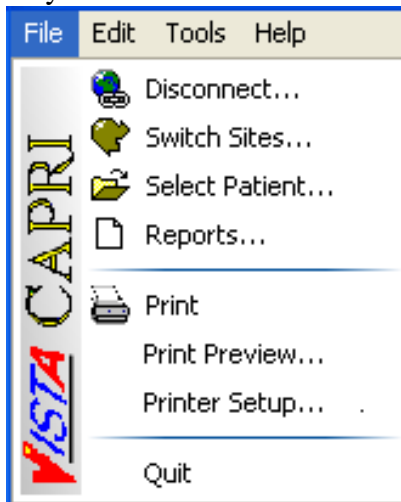 File Edit Tools Help
Disconnect...
Switch Sites...
Select Patient...
Reports...
Print
Print Preview...
Printer Setup... .
Quit
VISTA CAPRI